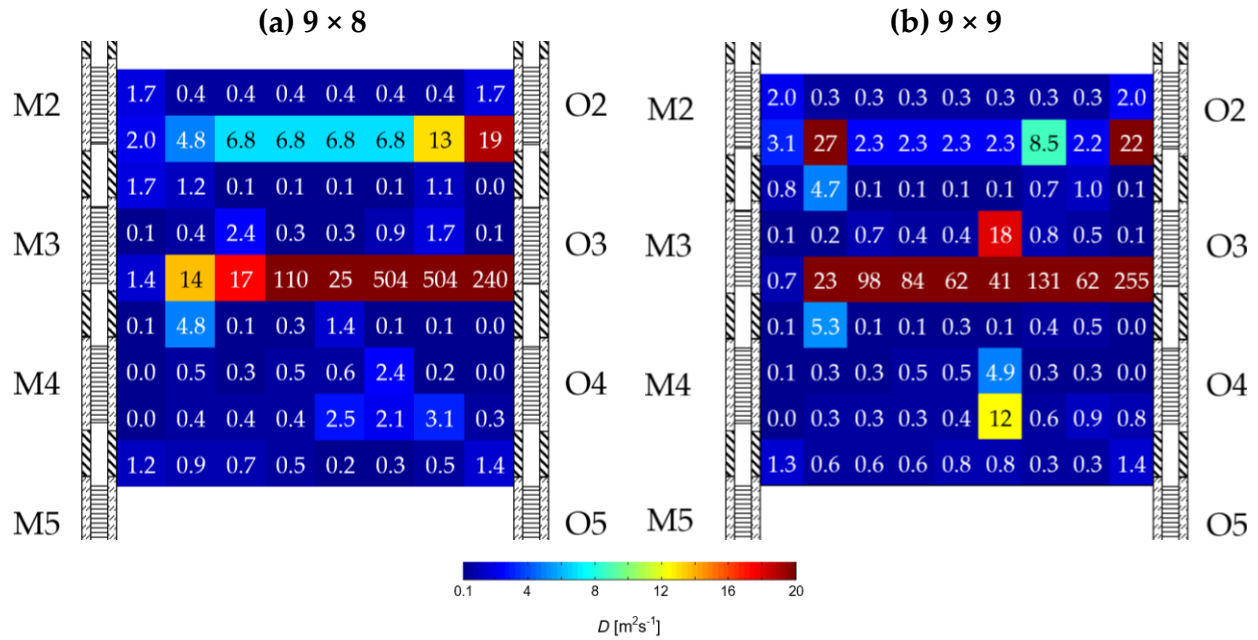 (a) 9 × 8
(b) 9 × 9
M2
1.7 0.4 0.4 0.4 0.4 0.4 0.4 1.7
2.0 4.8 6.8 6.8 6.8 6.8 13 19
1.7 1.2 0.1 0.1 0.1 0.1 1.1 0.0
M3
0.1 0.4 2.4 0.3 0.3 0.9 1.7 0.1
1.4 14 17 110 25 504 504 240
0.1 4.8 0.1 0.3 1.4 0.1 0.1 0.0
M4
0.0 0.5 0.3 0.5 0.6 2.4 0.2 0.0
0.0 0.4 0.4 0.4 2.5 2.1 3.1 0.3
1.2 0.9 0.7 0.5 0.2 0.3 0.5 1.4
M5
O2
O3
O4
O5
M2
2.0 0.3 0.3 0.3 0.3 0.3 0.3 0.3 2.0
3.1 27 2.3 2.3 2.3 2.3 8.5 2.2 22
0.8 4.7 0.1 0.1 0.1 0.1 0.7 1.0 0.1
M3
0.1 0.2 0.7 0.4 0.4 18 0.8 0.5 0.1
0.7 23 98 84 62 41 131 62 255
0.1 5.3 0.1 0.1 0.3 0.1 0.4 0.5 0.0
M4
0.1 0.3 0.3 0.5 0.5 4.9 0.3 0.3 0.0
0.0 0.3 0.3 0.3 0.4 12 0.6 0.9 0.8
1.3 0.6 0.6 0.6 0.8 0.8 0.3 0.3 1.4
M5
O2
O3
O4
O5
0.1 4 8 12 16 20
D [m²s⁻¹]